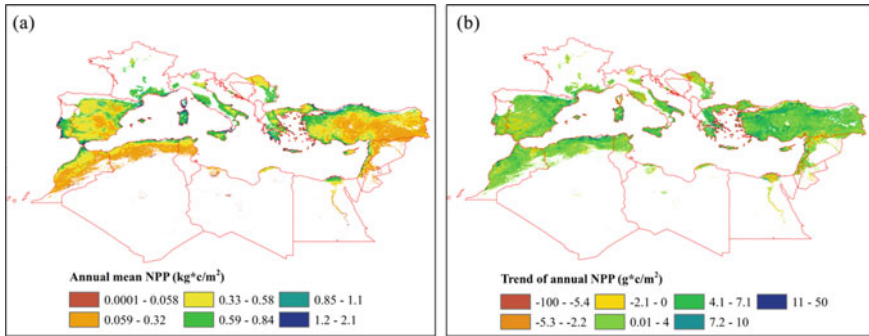 (a)
Annual mean NPP (kg*c/m²)
0.0001 - 0.058
0.33 - 0.58
0.85 - 1.1
0.059 - 0.32
0.59 - 0.84
1.2 - 2.1
(b)
Trend of annual NPP (g*c/m²)
-100 - -5.4
-2.1 - 0
4.1 - 7.1
11 - 50
-5.3 - -2.2
0.01 - 4
7.2 - 10